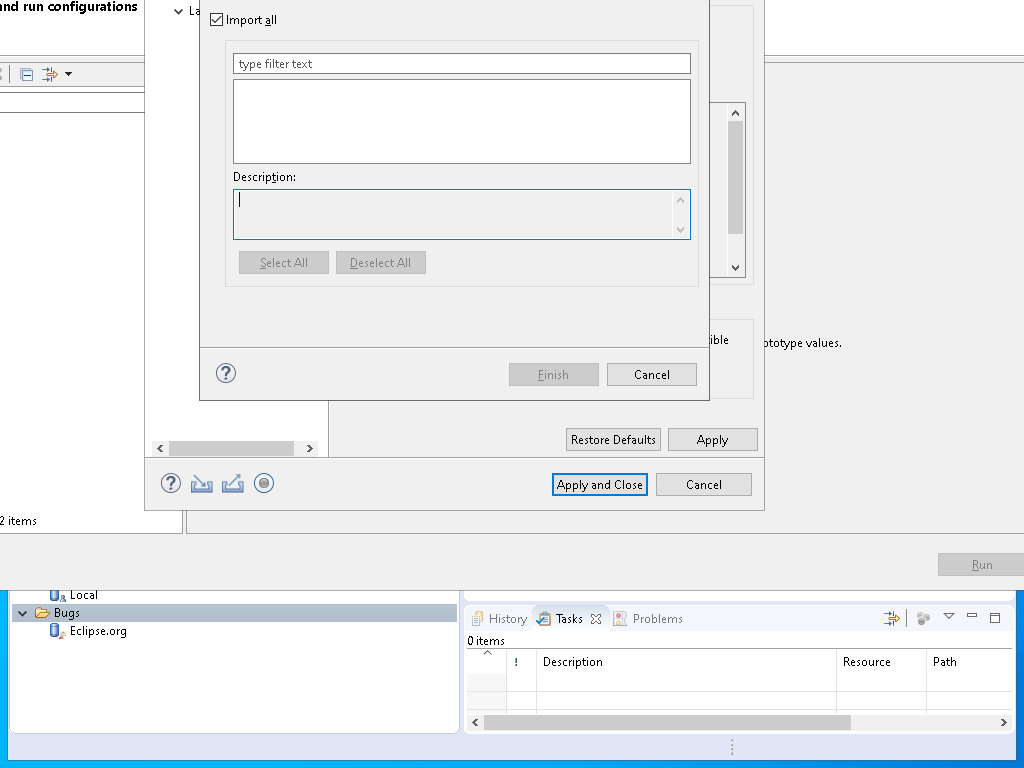 and run configurations
La
Import all
type filter text
Description:
Select All
Deselect All
ible
ototype values.
Finish
Cancel
Restore Defaults
Apply
Apply and Close
Cancel
2 items
Run
Local
Bugs
Eclipse.org
History
Tasks
Problems
0 items
!
Description
Resource
Path